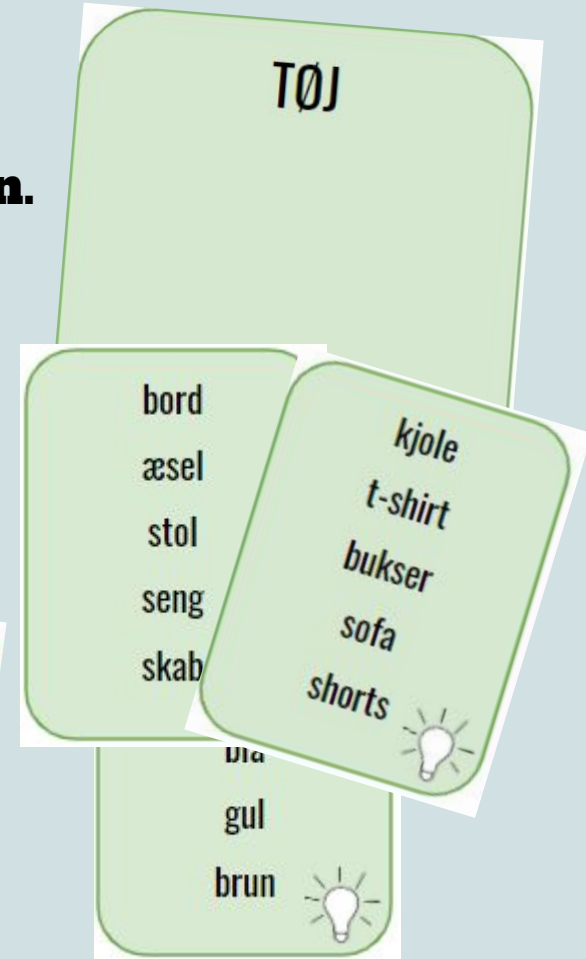 TØJ
n.
bord
æsel
stol
seng
skab
kjole
t-shirt
bukser
sofa
shorts
gul
brun